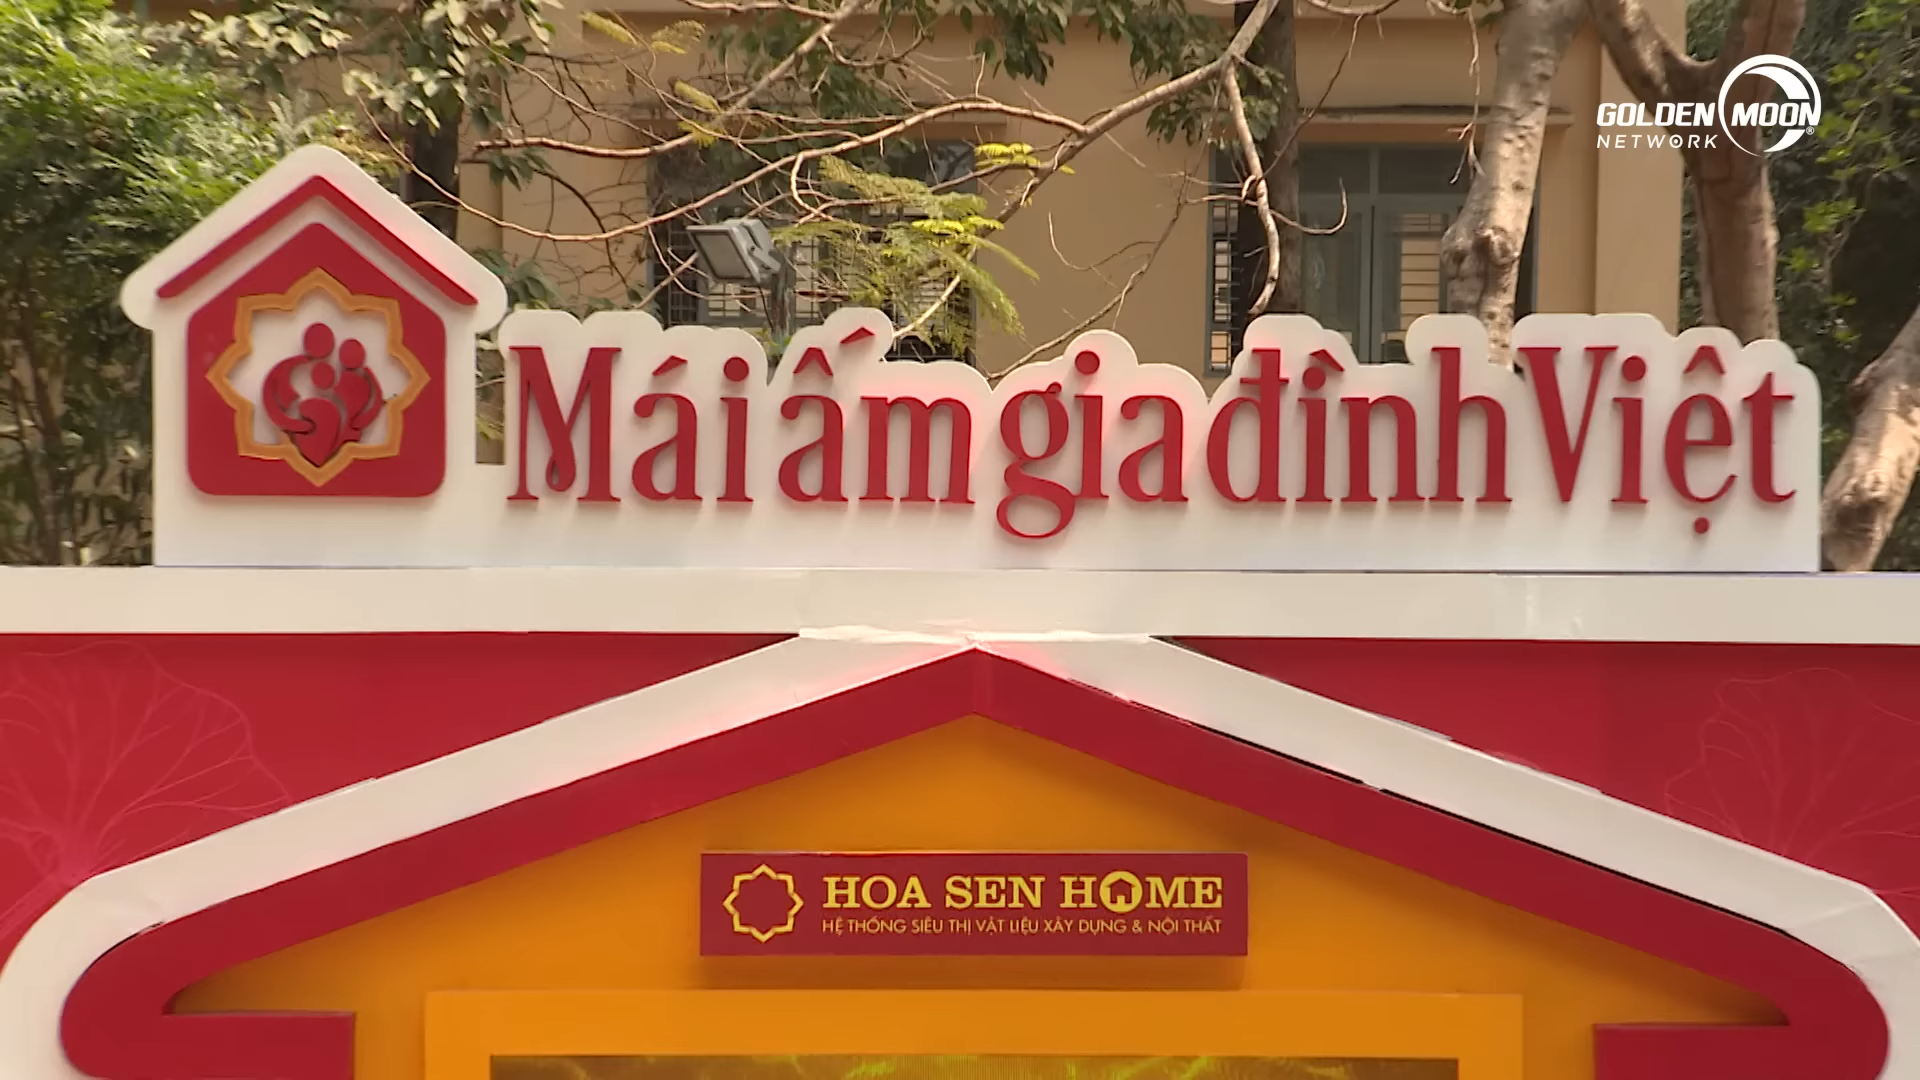 GOLDEN MOON
NETWORK
Mái ấm gia đình Việt
HOA SEN HOME
HỆ THỐNG SIÊU THỊ VẬT LIỆU XÂY DỰNG & NỘI THẤT